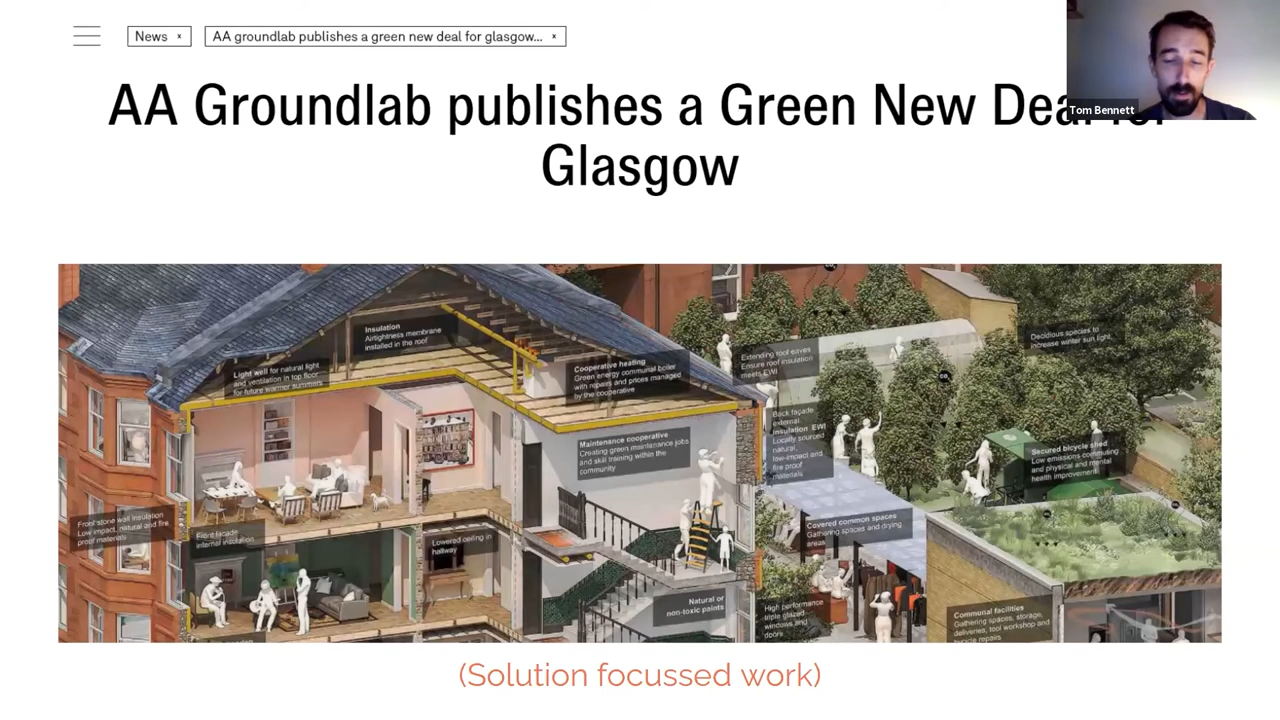 News x
AA groundlab publishes a green new deal for glasgow... x
AA Groundlab publishes a Green New Deal for
Glasgow
Tom Bennett
Insulation
Airtightness membrane
installed in the roof
Light well for natural light
and ventilation in top floor
for future warmer summers
Cooperative heating
Green energy communal boiler
with repairs and prices managed
by the cooperative
Extending roof eaves
Ensure roof insulation
meets EWI
Decidious species to
increase winter sun light.
Maintenance cooperative
Creating green maintenance jobs
and skill training within the
community
Back façade
external
insulation EWI
Locally sourced
natural,
low-impact and
fire proof
materials
Secured bicycle shed
Low emissions commuting
and physical and mental
health improvement
Front stone wall insulation
Low impact, natural and fire
proof materials
Front facade
internal insulation
Lowered ceiling in
hallway
Covered common spaces
Gathering spaces and drying
areas
Natural or
non-toxic paints
High performance
triple glazed
windows and
doors
Communal facilities
Gathering spaces, storage,
deliveries, tool workshop and
bicycle repairs
(Solution focussed work)